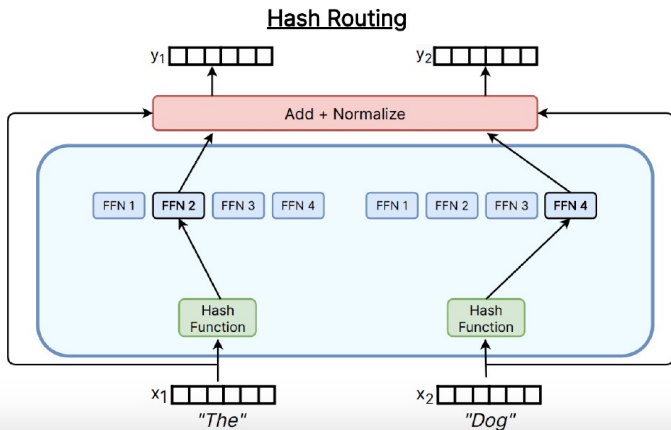 Hash Routing
y1 y2
Add + Normalize
FFN 1 FFN 2 FFN 3 FFN 4 FFN 1 FFN 2 FFN 3 FFN 4
Hash Function
Hash Function
x1 x2
"The" "Dog"